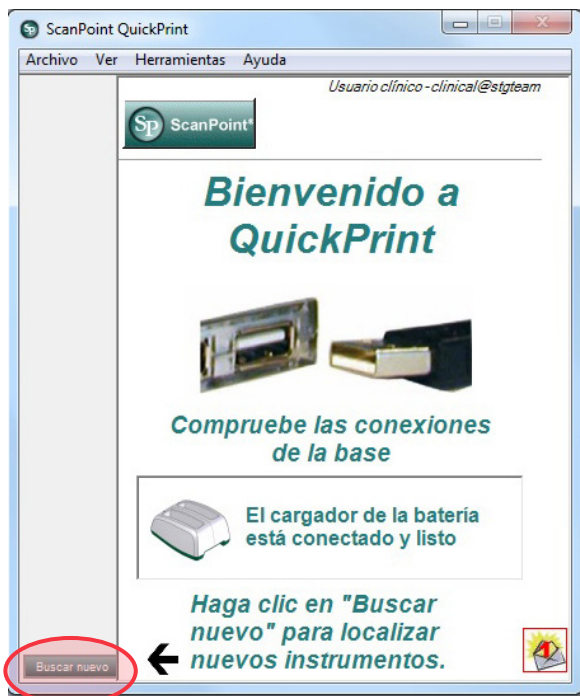 ScanPoint QuickPrint
Archivo Ver Herramientas Ayuda
Usuario clínico - clinical@stgteam
Sp ScanPoint®
Bienvenido a
QuickPrint
Compruebe las conexiones
de la base
El cargador de la batería
está conectado y listo
Haga clic en "Buscar
nuevo" para localizar
nuevos instrumentos.
Buscar nuevo